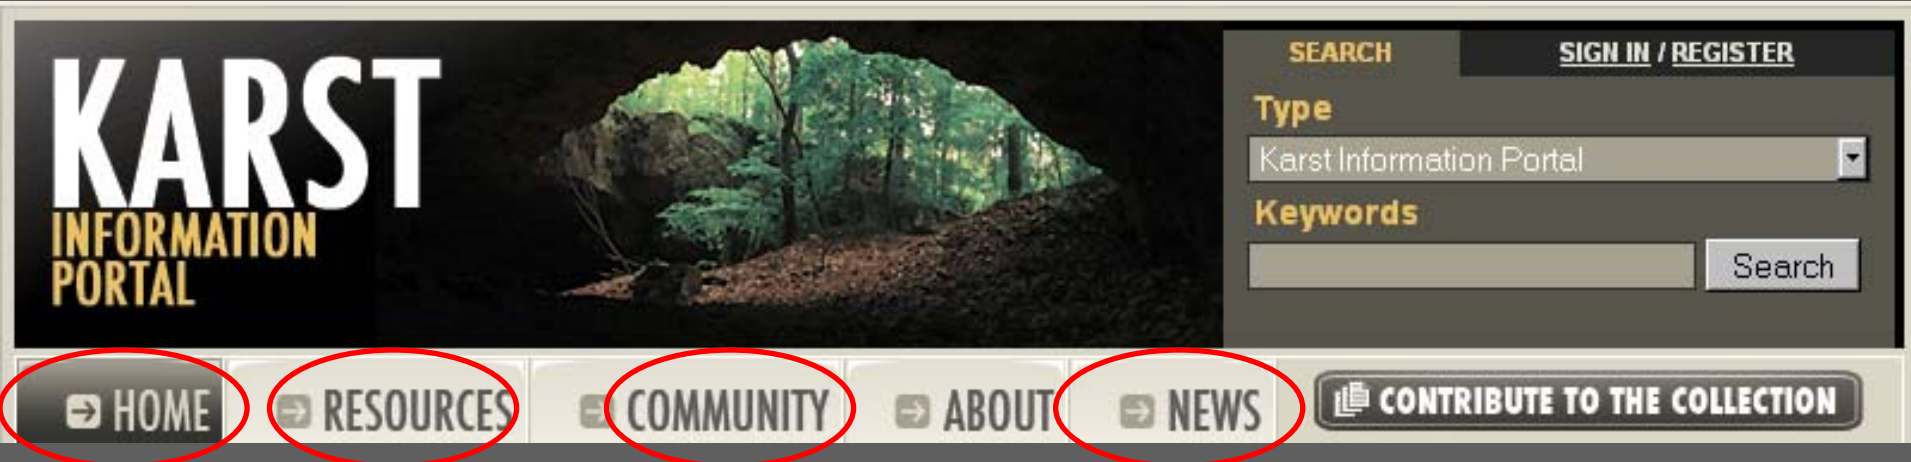 KARST
INFORMATION
PORTAL
SEARCH
SIGN IN / REGISTER
Type
Karst Information Portal
Keywords
Search
HOME
RESOURCES
COMMUNITY
ABOUT
NEWS
CONTRIBUTE TO THE COLLECTION